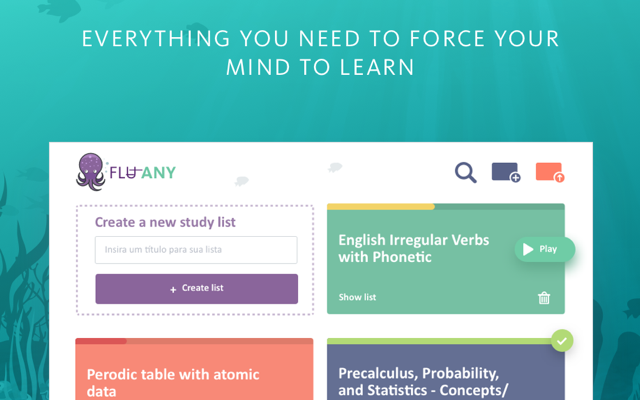 EVERYTHING YOU NEED TO FORCE YOUR
MIND TO LEARN
FLU ANY
Create a new study list
Insira um título para sua lista
+ Create list
English Irregular Verbs
with Phonetic
Play
Show list
Perodic table with atomic
data
Precalculus, Probability,
and Statistics - Concepts/